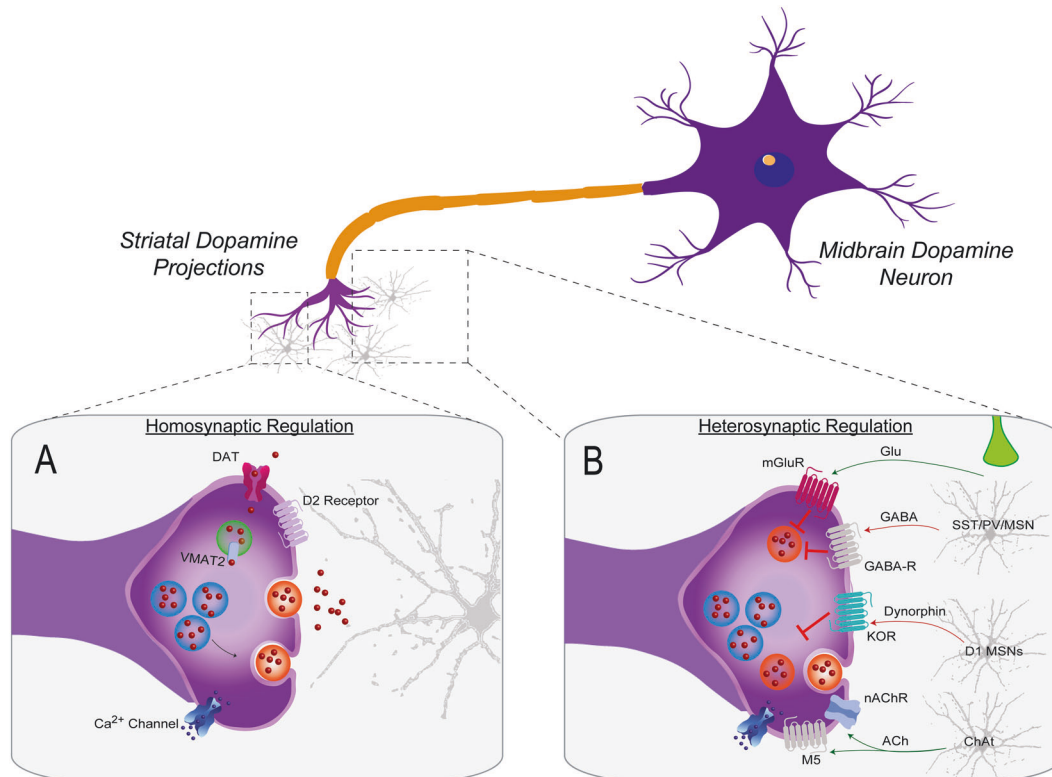 Striatal Dopamine
Projections
Midbrain Dopamine
Neuron
Homosynaptic Regulation
A
DAT
D2 Receptor
VMAT2
Ca²⁺ Channel
Heterosynaptic Regulation
B
Glu
mGluR
GABA
SST/PV/MSN
GABA-R
Dynorphin
KOR
D1 MSNs
nAChR
ACh
ChAt
M5